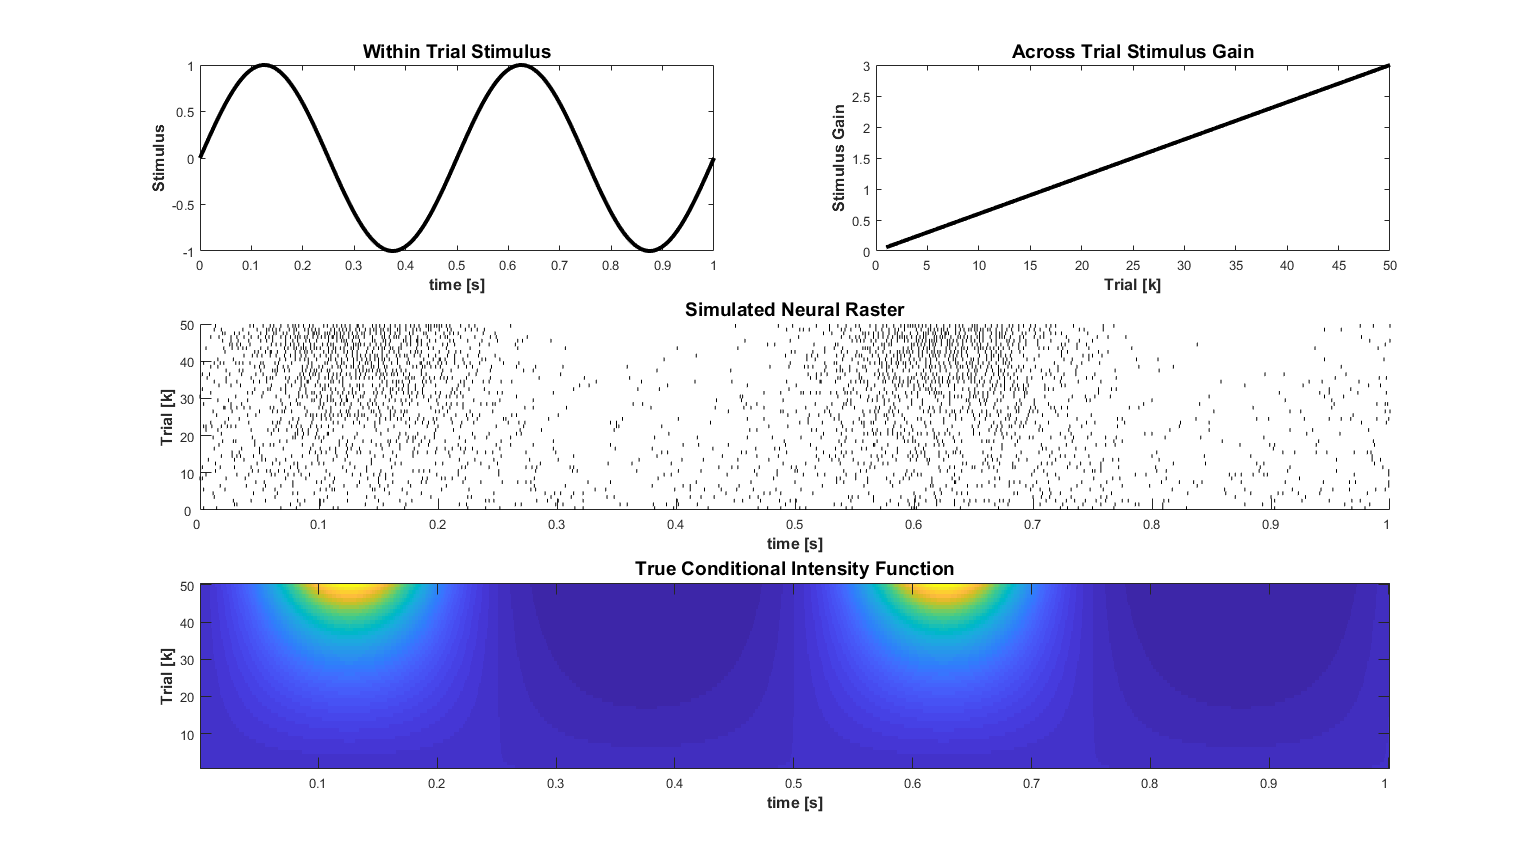 Within Trial Stimulus
Stimulus
1
0.5
0
-0.5
-1
0 0.1 0.2 0.3 0.4 0.5 0.6 0.7 0.8 0.9 1
time [s]
Across Trial Stimulus Gain
Stimulus Gain
3
2.5
2
1.5
1
0.5
0
0 5 10 15 20 25 30 35 40 45 50
Trial [k]
Simulated Neural Raster
Trial [k]
50
40
30
20
10
0
0 0.1 0.2 0.3 0.4 0.5 0.6 0.7 0.8 0.9 1
time [s]
True Conditional Intensity Function
Trial [k]
50
40
30
20
10
0.1 0.2 0.3 0.4 0.5 0.6 0.7 0.8 0.9 1
time [s]